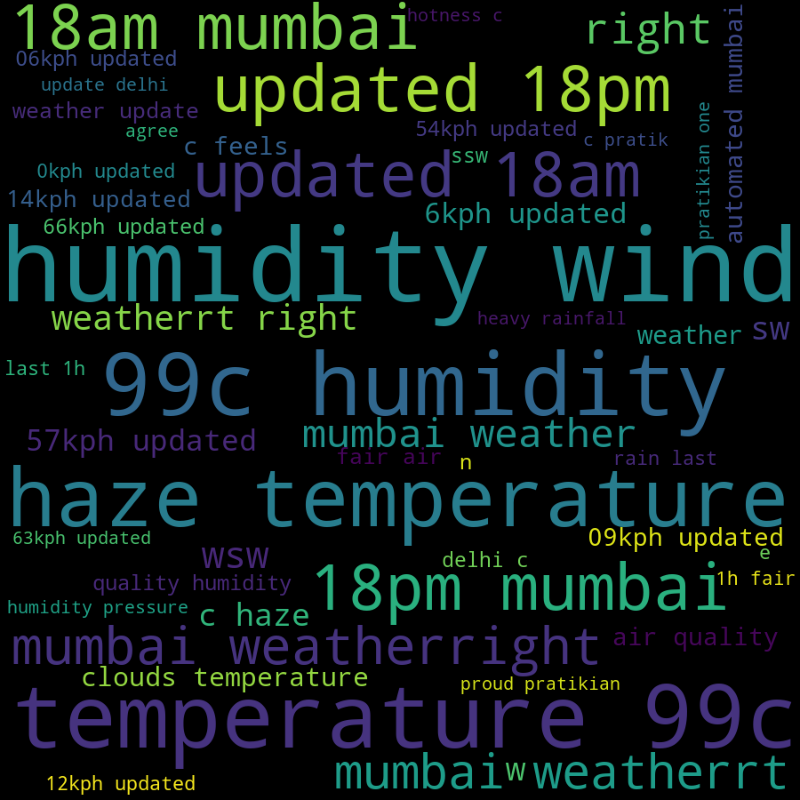 18am mumbai
hotness c
right
automated mumbai
06kph updated
updated 18pm
update delhi
weather update
pratikian one
agree
54kph updated
c pratik
c feels
ssw
0kph updated
updated 18am
14kph updated
6kph updated
66kph updated
humidity wind
weatherrt right
heavy rainfall
weather
sw
last 1h
99c humidity
57kph updated
mumbai weather
fair air
n
rain last
haze temperature
63kph updated
09kph updated
wsw
delhi c
e
quality humidity
18pm mumbai
1h fair
humidity pressure
c haze
mumbai weatherright
air quality
clouds temperature
proud pratikian
temperature 99c
mumbai
w
weatherrt
12kph updated